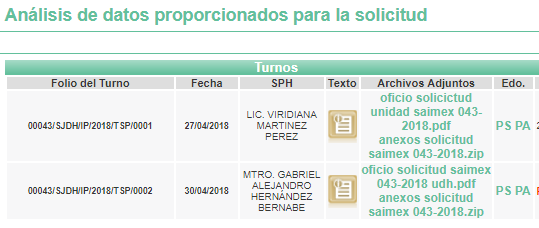 Análisis de datos proporcionados para la solicitud
Turnos
Folio del Turno Fecha SPH Texto Archivos Adjuntos Edo.
00043/SJDH/IP/2018/TSP/0001 27/04/2018 LIC. VIRIDIANA MARTINEZ PEREZ oficio solicictud unidad saimex 043-2018.pdf anexos solicitud saimex 043-2018.zip PS PA
00043/SJDH/IP/2018/TSP/0002 30/04/2018 MTRO. GABRIEL ALEJANDRO HERNÁNDEZ BERNABE oficio solicitud saimex 043-2018 udh.pdf anexos solicitud saimex 043-2018.zip PS PA